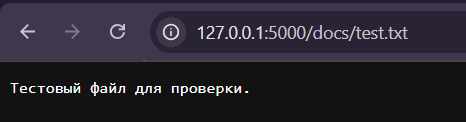 127.0.0.1:5000/docs/test.txt
Тестовый файл для проверки.